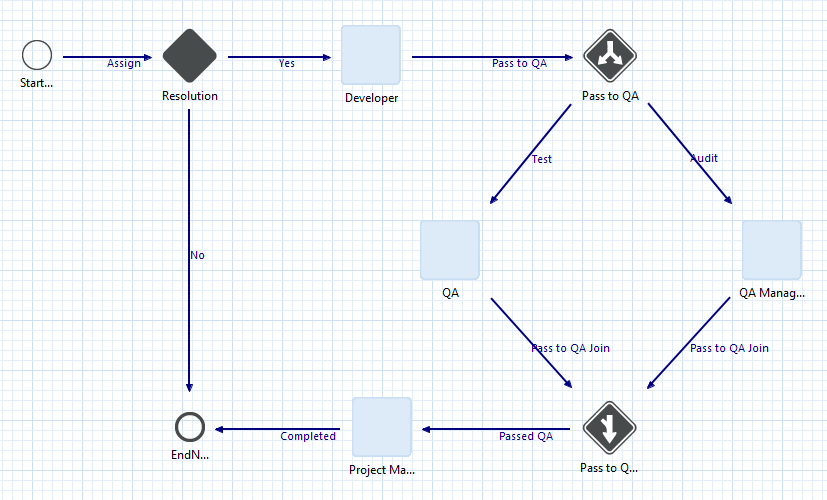 Assign
Yes
Pass to QA
Start...
Resolution
Developer
Pass to QA
Test
Audit
No
QA
QA Manag...
Pass to QA Join
Pass to QA Join
Completed
Passed QA
EndN...
Project Ma...
Pass to Q...